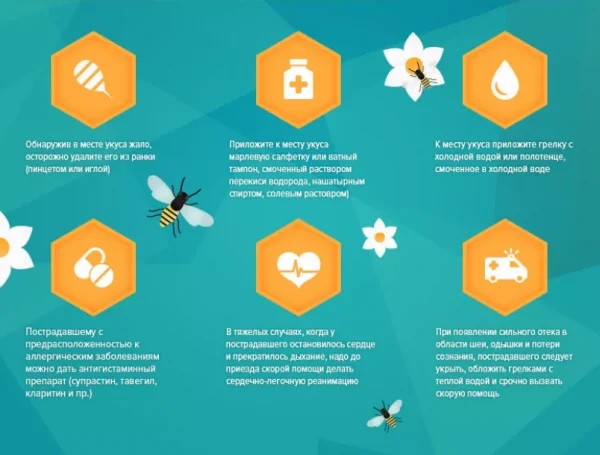 Обнаружив в месте укуса жало,
осторожно удалите его из ранки
(пинцетом или иглой)
Приложите к месту укуса
марлевую салфетку или ватный
тампон, смоченный раствором
перекиси водорода, нашатырным
спиртом, солевым растовром)
К месту укуса приложите грелку с
холодной водой или полотенце,
смоченное в холодной воде
Пострадавшему с
предрасположенностью к
аллергическим заболеваниям
можно дать антигистаминный
препарат (супрастин, тавегил,
кларитин и пр.)
В тяжелых случаях, когда у
пострадавшего остановилось сердце
и прекратилось дыхание, надо до
приезда скорой помощи делать
сердечно-легочную реанимацию
При появлении сильного отека в
области шеи, одышки и потери
сознания, пострадавшего следует
укрыть, обложить грелками с
теплой водой и срочно вызвать
скорую помощь